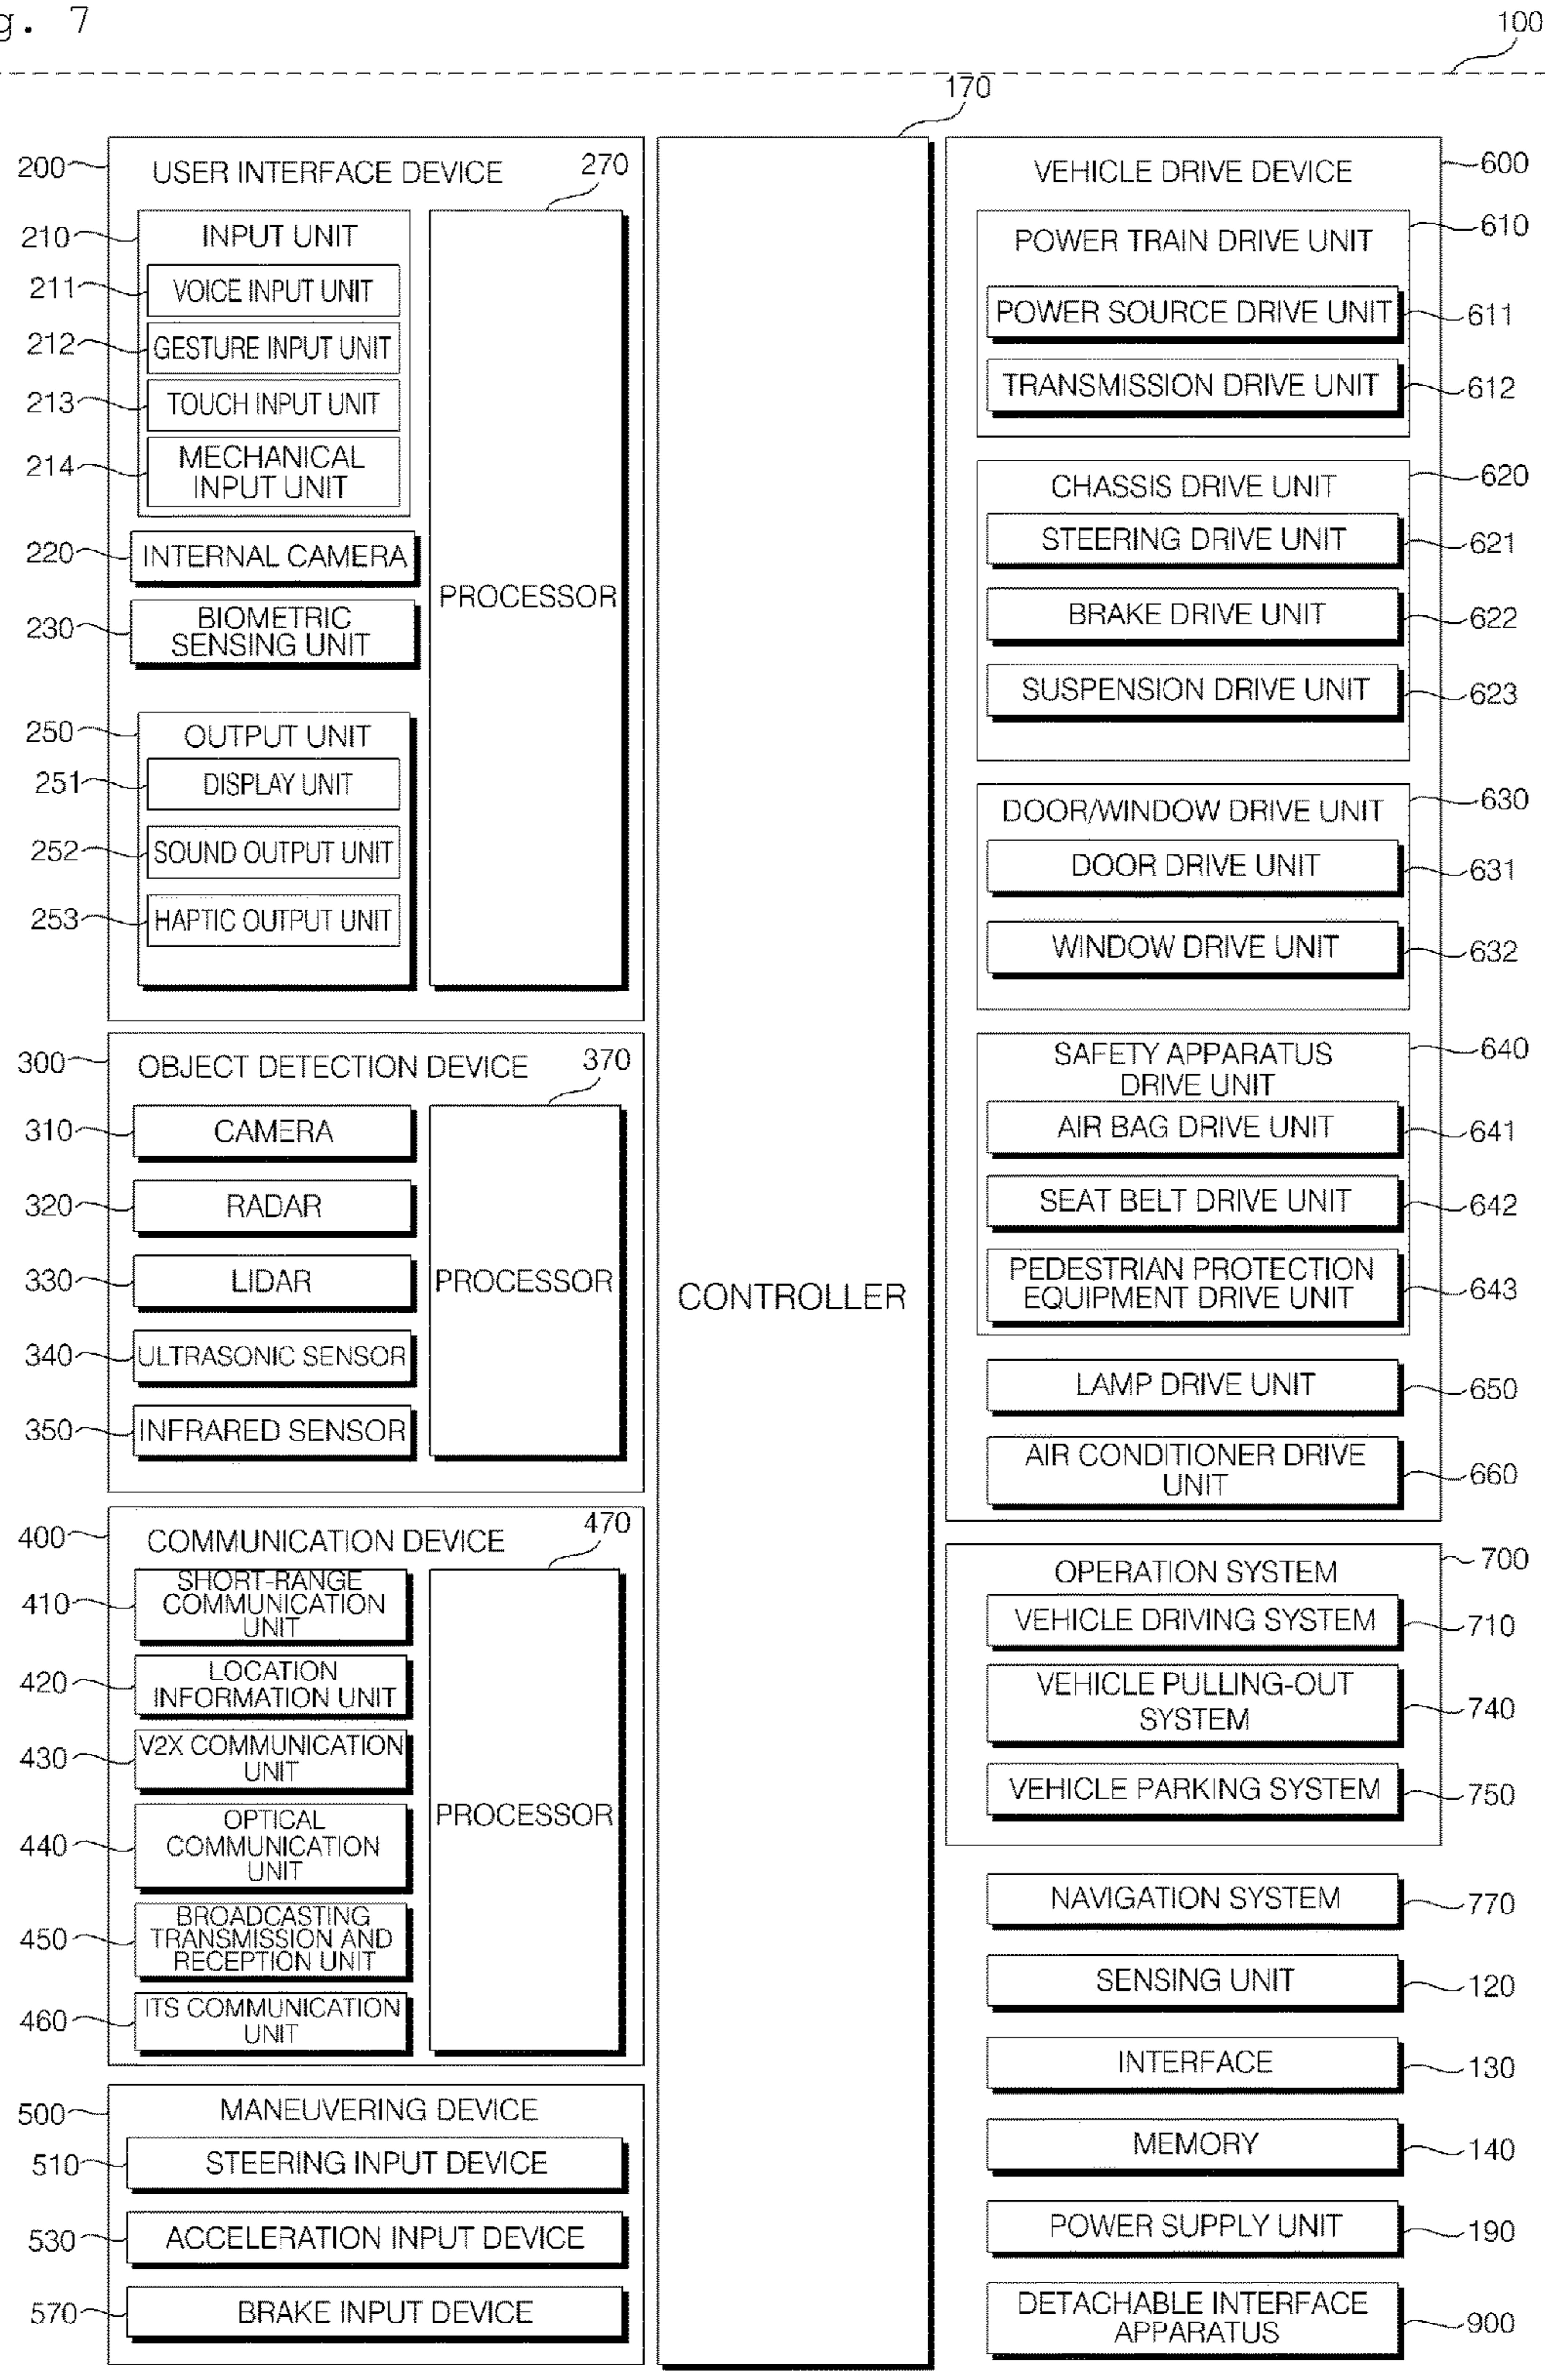 g. 7
100
170
200
USER INTERFACE DEVICE
270
210
INPUT UNIT
211
VOICE INPUT UNIT
212
GESTURE INPUT UNIT
213
TOUCH INPUT UNIT
214
MECHANICAL
INPUT UNIT
220
INTERNAL CAMERA
230
BIOMETRIC
SENSING UNIT
PROCESSOR
250
OUTPUT UNIT
251
DISPLAY UNIT
252
SOUND OUTPUT UNIT
253
HAPTIC OUTPUT UNIT
300
OBJECT DETECTION DEVICE
370
310
CAMERA
320
RADAR
330
LIDAR
340
ULTRASONIC SENSOR
350
INFRARED SENSOR
PROCESSOR
400
COMMUNICATION DEVICE
470
410
SHORT-RANGE
COMMUNICATION
UNIT
420
LOCATION
INFORMATION UNIT
430
V2X COMMUNICATION
UNIT
440
OPTICAL
COMMUNICATION
UNIT
450
BROADCASTING
TRANSMISSION AND
RECEPTION UNIT
460
ITS COMMUNICATION
UNIT
PROCESSOR
500
MANEUVERING DEVICE
510
STEERING INPUT DEVICE
530
ACCELERATION INPUT DEVICE
570
BRAKE INPUT DEVICE
CONTROLLER
VEHICLE DRIVE DEVICE
600
POWER TRAIN DRIVE UNIT
610
POWER SOURCE DRIVE UNIT
611
TRANSMISSION DRIVE UNIT
612
CHASSIS DRIVE UNIT
620
STEERING DRIVE UNIT
621
BRAKE DRIVE UNIT
622
SUSPENSION DRIVE UNIT
623
DOOR/WINDOW DRIVE UNIT
630
DOOR DRIVE UNIT
631
WINDOW DRIVE UNIT
632
SAFETY APPARATUS
DRIVE UNIT
640
AIR BAG DRIVE UNIT
641
SEAT BELT DRIVE UNIT
642
PEDESTRIAN PROTECTION
EQUIPMENT DRIVE UNIT
643
LAMP DRIVE UNIT
650
AIR CONDITIONER DRIVE
UNIT
660
OPERATION SYSTEM
700
VEHICLE DRIVING SYSTEM
710
VEHICLE PULLING-OUT
SYSTEM
740
VEHICLE PARKING SYSTEM
750
NAVIGATION SYSTEM
770
SENSING UNIT
120
INTERFACE
130
MEMORY
140
POWER SUPPLY UNIT
190
DETACHABLE INTERFACE
APPARATUS
900